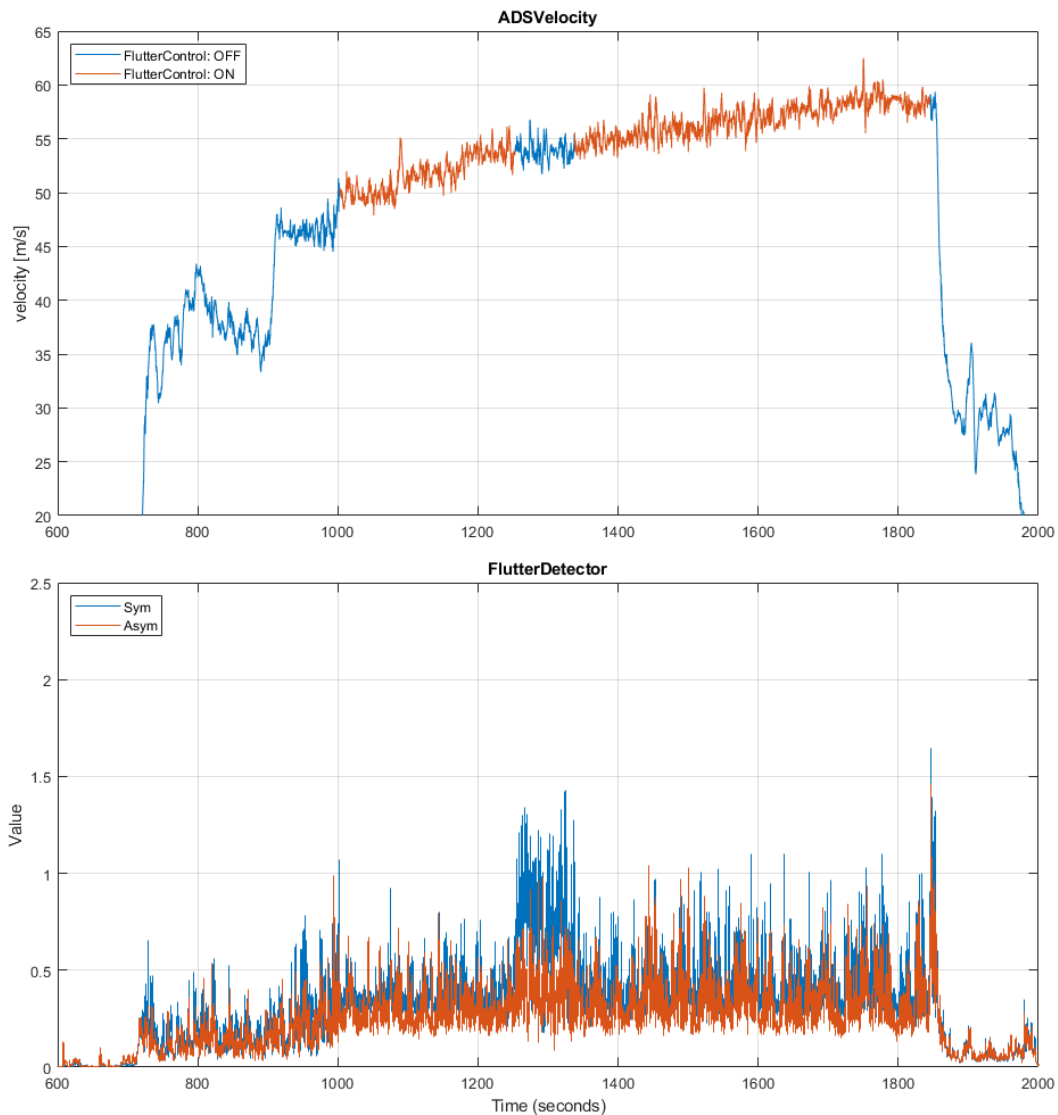 ADSVelocity
FlutterControl: OFF
FlutterControl: ON
velocity [m/s]
65
60
55
50
45
40
35
30
25
20
600 800 1000 1200 1400 1600 1800 2000
FlutterDetector
Sym
Asym
Value
2.5
2
1.5
1
0.5
0
600 800 1000 1200 1400 1600 1800 2000
Time (seconds)